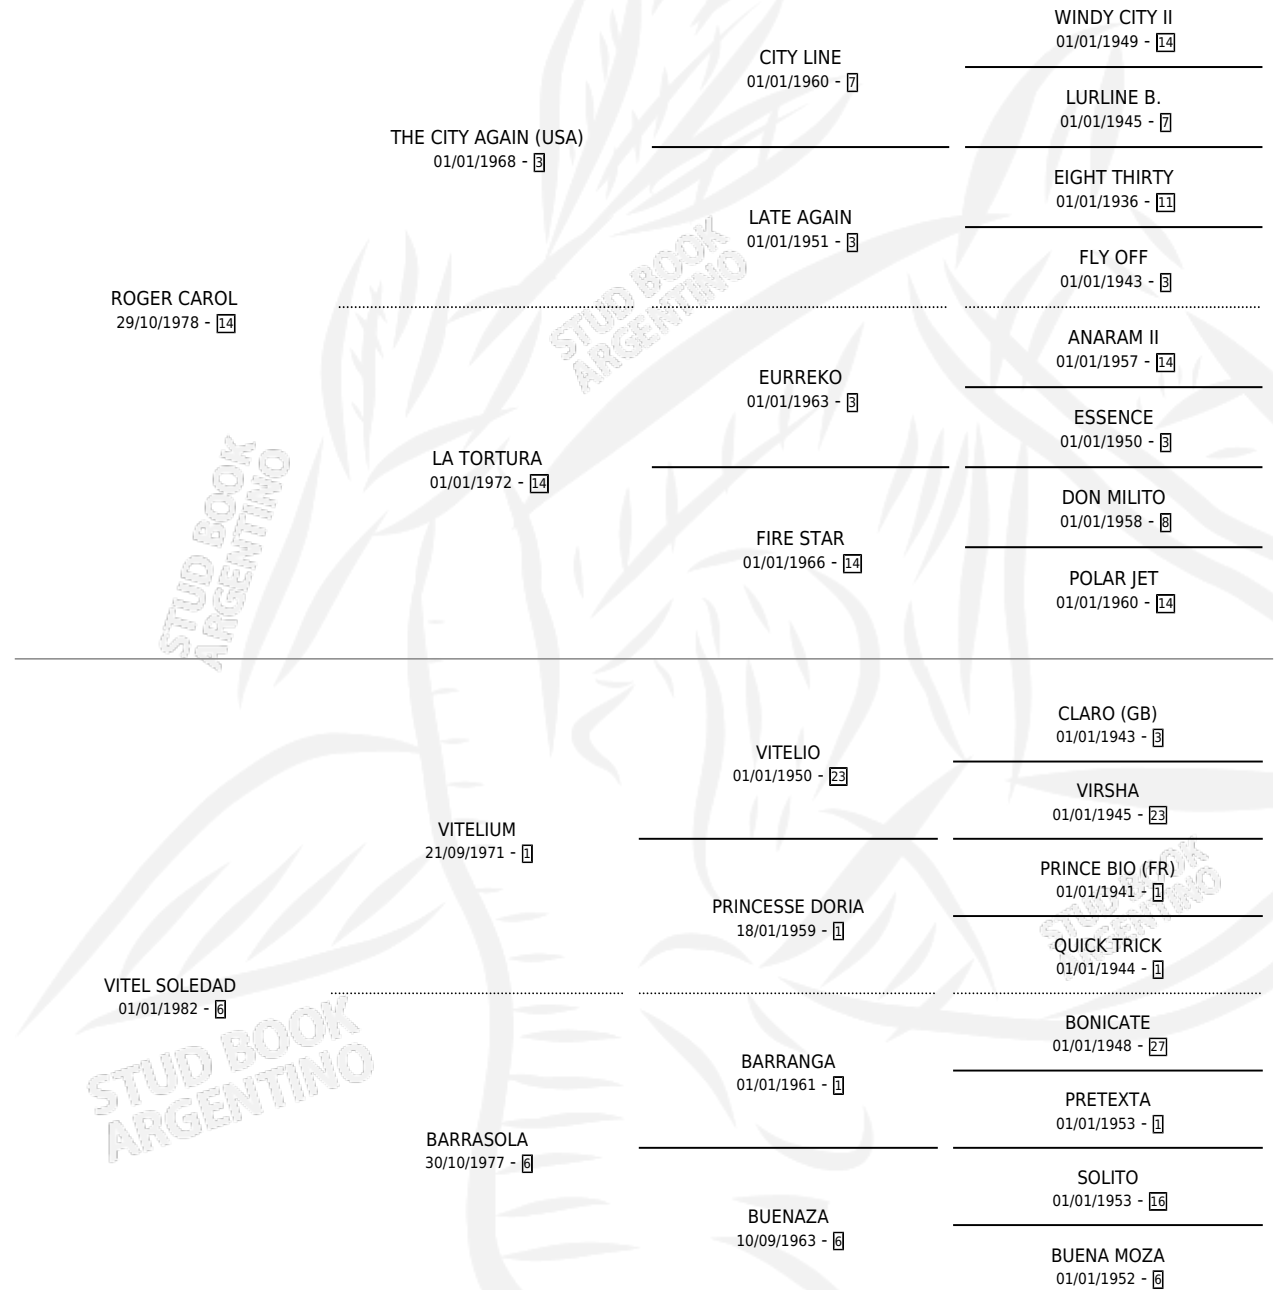 WINDY CITY II
01/01/1949 - 14
CITY LINE
01/01/1960 - 7
LURLINE B.
01/01/1945 - 7
THE CITY AGAIN (USA)
01/01/1968 - 3
EIGHT THIRTY
01/01/1936 - 11
LATE AGAIN
01/01/1951 - 3
FLY OFF
01/01/1943 - 3
ROGER CAROL
29/10/1978 - 14
ANARAM II
01/01/1957 - 14
EURREKO
01/01/1963 - 3
ESSENCE
01/01/1950 - 3
LA TORTURA
01/01/1972 - 14
DON MILITO
01/01/1958 - 8
FIRE STAR
01/01/1966 - 14
POLAR JET
01/01/1960 - 14
CLARO (GB)
01/01/1943 - 3
VITELIO
01/01/1950 - 23
VIRSHA
01/01/1945 - 23
VITELIUM
21/09/1971 - 1
PRINCE BIO (FR)
01/01/1941 - 1
PRINCESSE DORIA
18/01/1959 - 1
QUICK TRICK
01/01/1944 - 1
VITEL SOLEDAD
01/01/1982 - 6
BONICATE
01/01/1948 - 27
BARRANGA
01/01/1961 - 1
PRETEXTA
01/01/1953 - 1
BARRASOLA
30/10/1977 - 6
SOLITO
01/01/1953 - 16
BUENAZA
10/09/1963 - 6
BUENA MOZA
01/01/1952 - 6
STUD BOOK
ARGENTINO
STUD BOOK
ARGENTINO
STUD BOOK
ARGENTINO
STUD BOOK
ARGENTINO